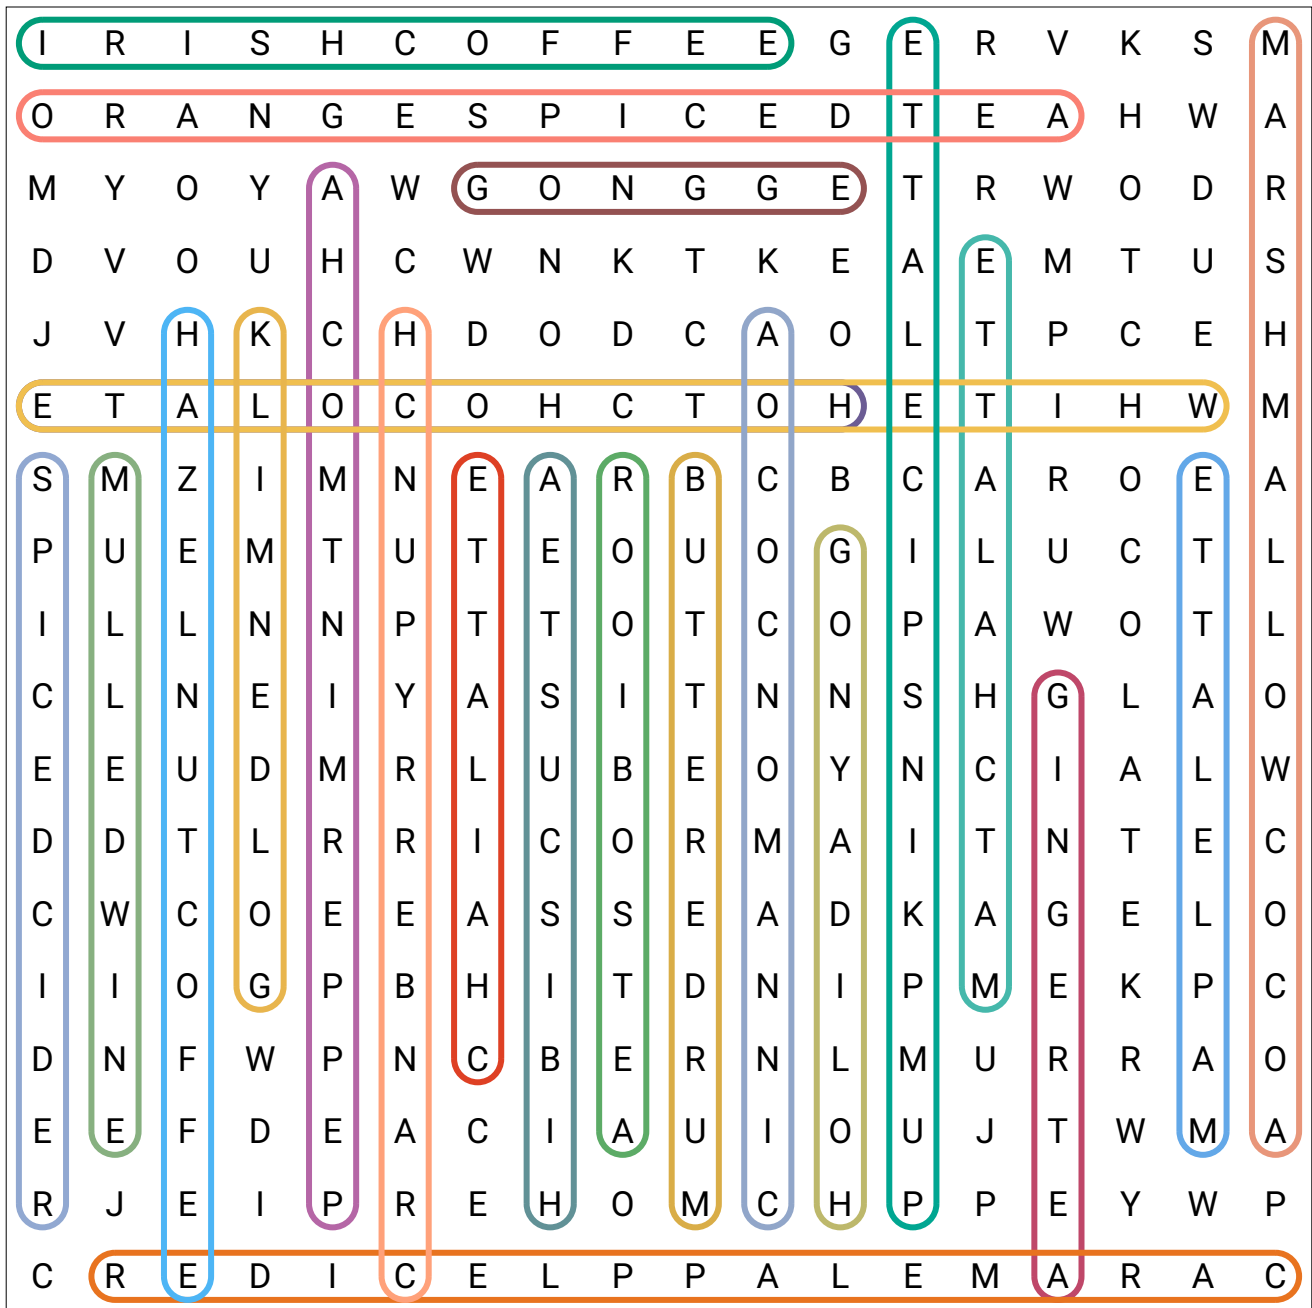 I R I S H C O F F E E G E R V K S M
O R A N G E S P I C E D T E A H W A
M Y O Y A W G O N G G E T R W O D R
D V O U H C W N K T K E A E M T U S
J V H K C H D O D C A O L T P C E H
E T A L O C O H C T O H E T I H W M
S M Z I M N E A R B C B C A R O E A
P U E M T U T E O U O G I L U C T L
I L L N N P T T O T C O P A W O T L
C L N E I Y A S I T N N S H G L A O
E E U D M R L U B E O Y N C I A L W
D D T L R R I C O R M A I T N T E C
C W C O E E A S S E A D K A G E L O
I I O G P B H I T D N I P M E K P C
D N F W P N C B E R N L M U R R A O
E E F D E A C I A U I O U J T W M A
R J E I P R E H O M C H P P E Y W P
C R E D I C E L P P A L E M A R A C